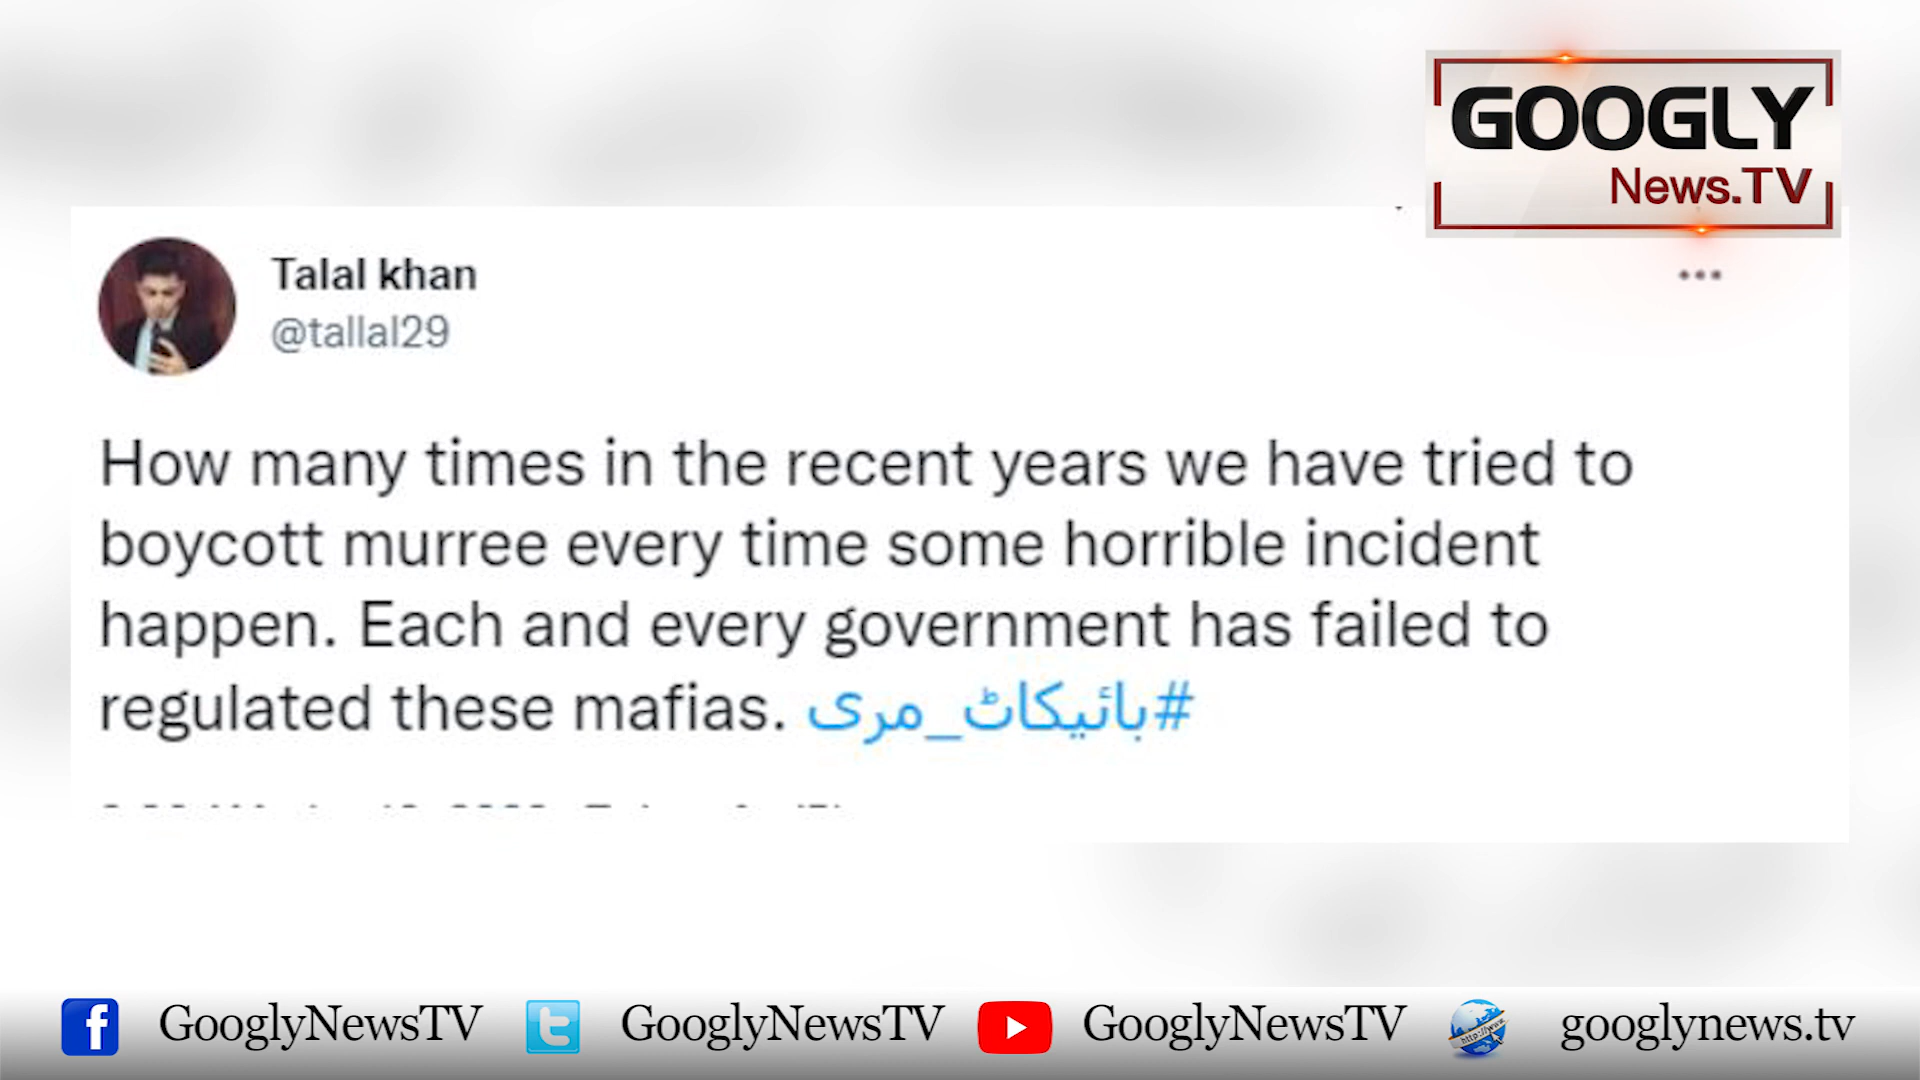 GOOGLY
News.TV
Talal khan
@tallal29
How many times in the recent years we have tried to
boycott murree every time some horrible incident
happen. Each and every government has failed to
regulated these mafias. #بائیکاٹ_مری
GooglyNewsTV GooglyNewsTV GooglyNewsTV googlynews.tv